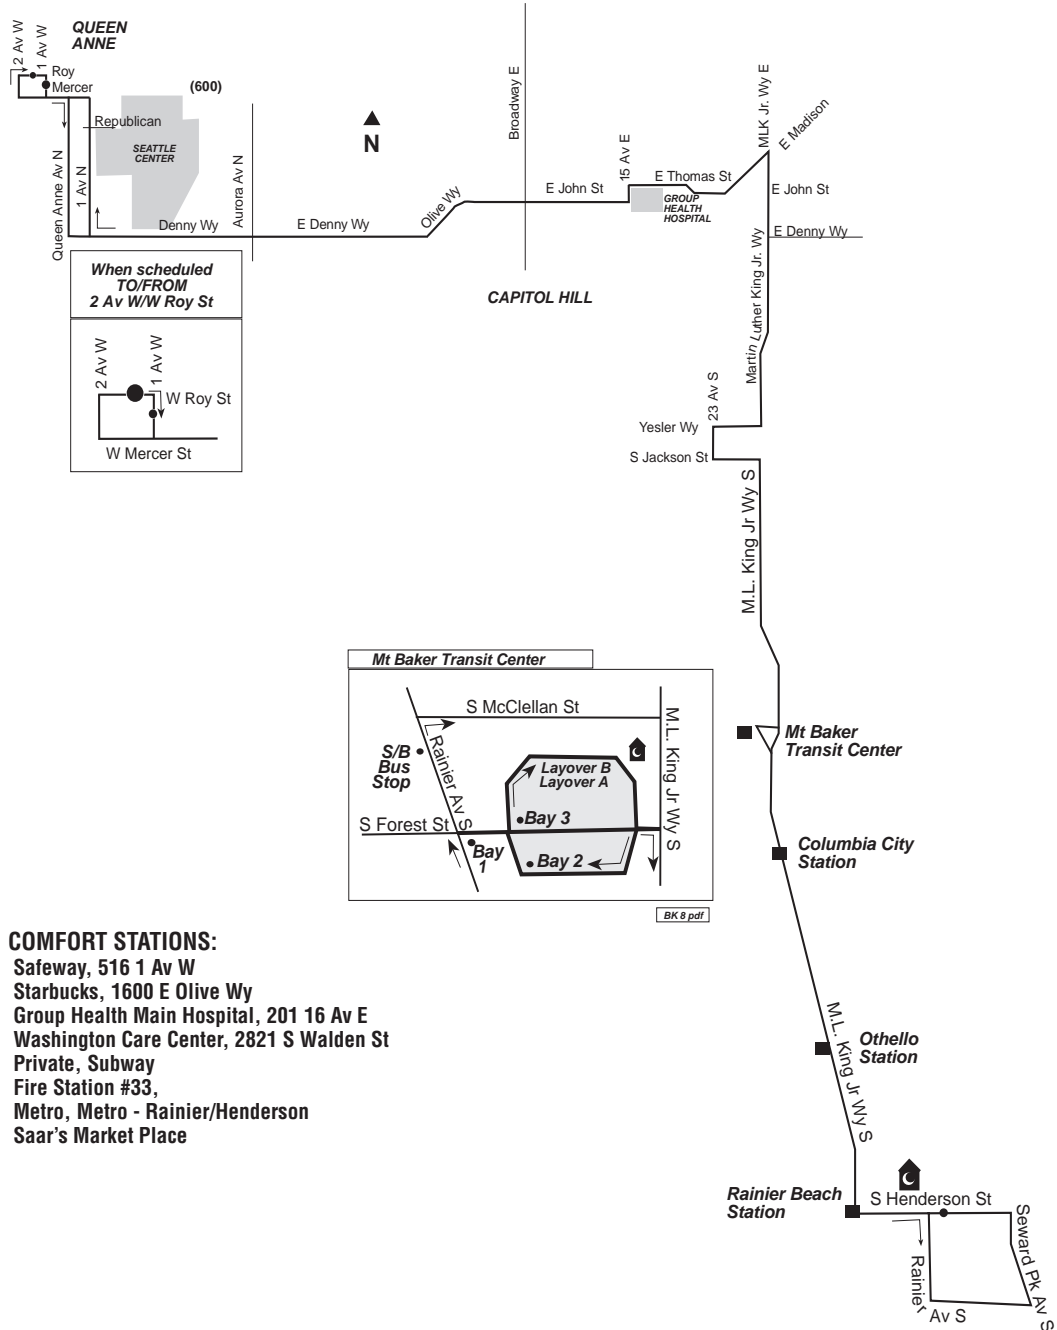 QUEEN
ANNE
2 Av W
1 Av W
Roy
Mercer
(600)
Republican
SEATTLE
CENTER
Queen Anne Av N
1 Av N
Denny Wy
Aurora Av N
E Denny Wy
N
Olive Wy
Broadway E
E John St
15 Av E
E Thomas St
GROUP
HEALTH
HOSPITAL
MLK Jr. Wy E
E Madison
E John St
E Denny Wy
Martin Luther King Jr. Wy
CAPITOL HILL
When scheduled
TO/FROM
2 Av W/W Roy St
2 Av W
1 Av W
W Roy St
W Mercer St
23 Av S
Yesler Wy
S Jackson St
M.L. King Jr Wy S
Mt Baker Transit Center
S McClellan St
S/B
Bus
Stop
Rainier Av S
Layover B
Layover A
M.L. King Jr Wy S
S Forest St
Bay 3
Bay
1
Bay 2
BK 8 pdf
Mt Baker
Transit Center
Columbia City
Station
M.L. King Jr Wy S
Othello
Station
Rainier Beach
Station
S Henderson St
Rainier
Av S
Seward Pk Av S
COMFORT STATIONS:
Safeway, 516 1 Av W
Starbucks, 1600 E Olive Wy
Group Health Main Hospital, 201 16 Av E
Washington Care Center, 2821 S Walden St
Private, Subway
Fire Station #33,
Metro, Metro - Rainier/Henderson
Saar's Market Place